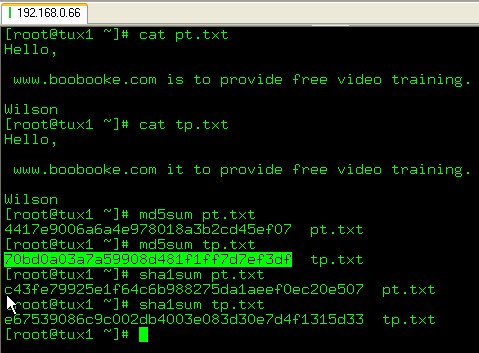 192.168.0.66
[root@tux1 ~]# cat pt.txt
Hello,
www.boobooke.com is to provide free video training.
Wilson
[root@tux1 ~]# cat tp.txt
Hello,
www.boobooke.com it to provide free video training.
Wilson
[root@tux1 ~]# md5sum pt.txt
4417e9006a6a4e978018a3b2cd45ef07  pt.txt
[root@tux1 ~]# md5sum tp.txt
70bd0a03a7a59908d481f1ff7d7ef3df  tp.txt
[root@tux1 ~]# sha1sum pt.txt
c43fe79925e1f64c6b988275da1aeef0ec20e507  pt.txt
[root@tux1 ~]# sha1sum tp.txt
e67539086c9c002db4003e083d30e7d4f1315d33  tp.txt
[root@tux1 ~]#